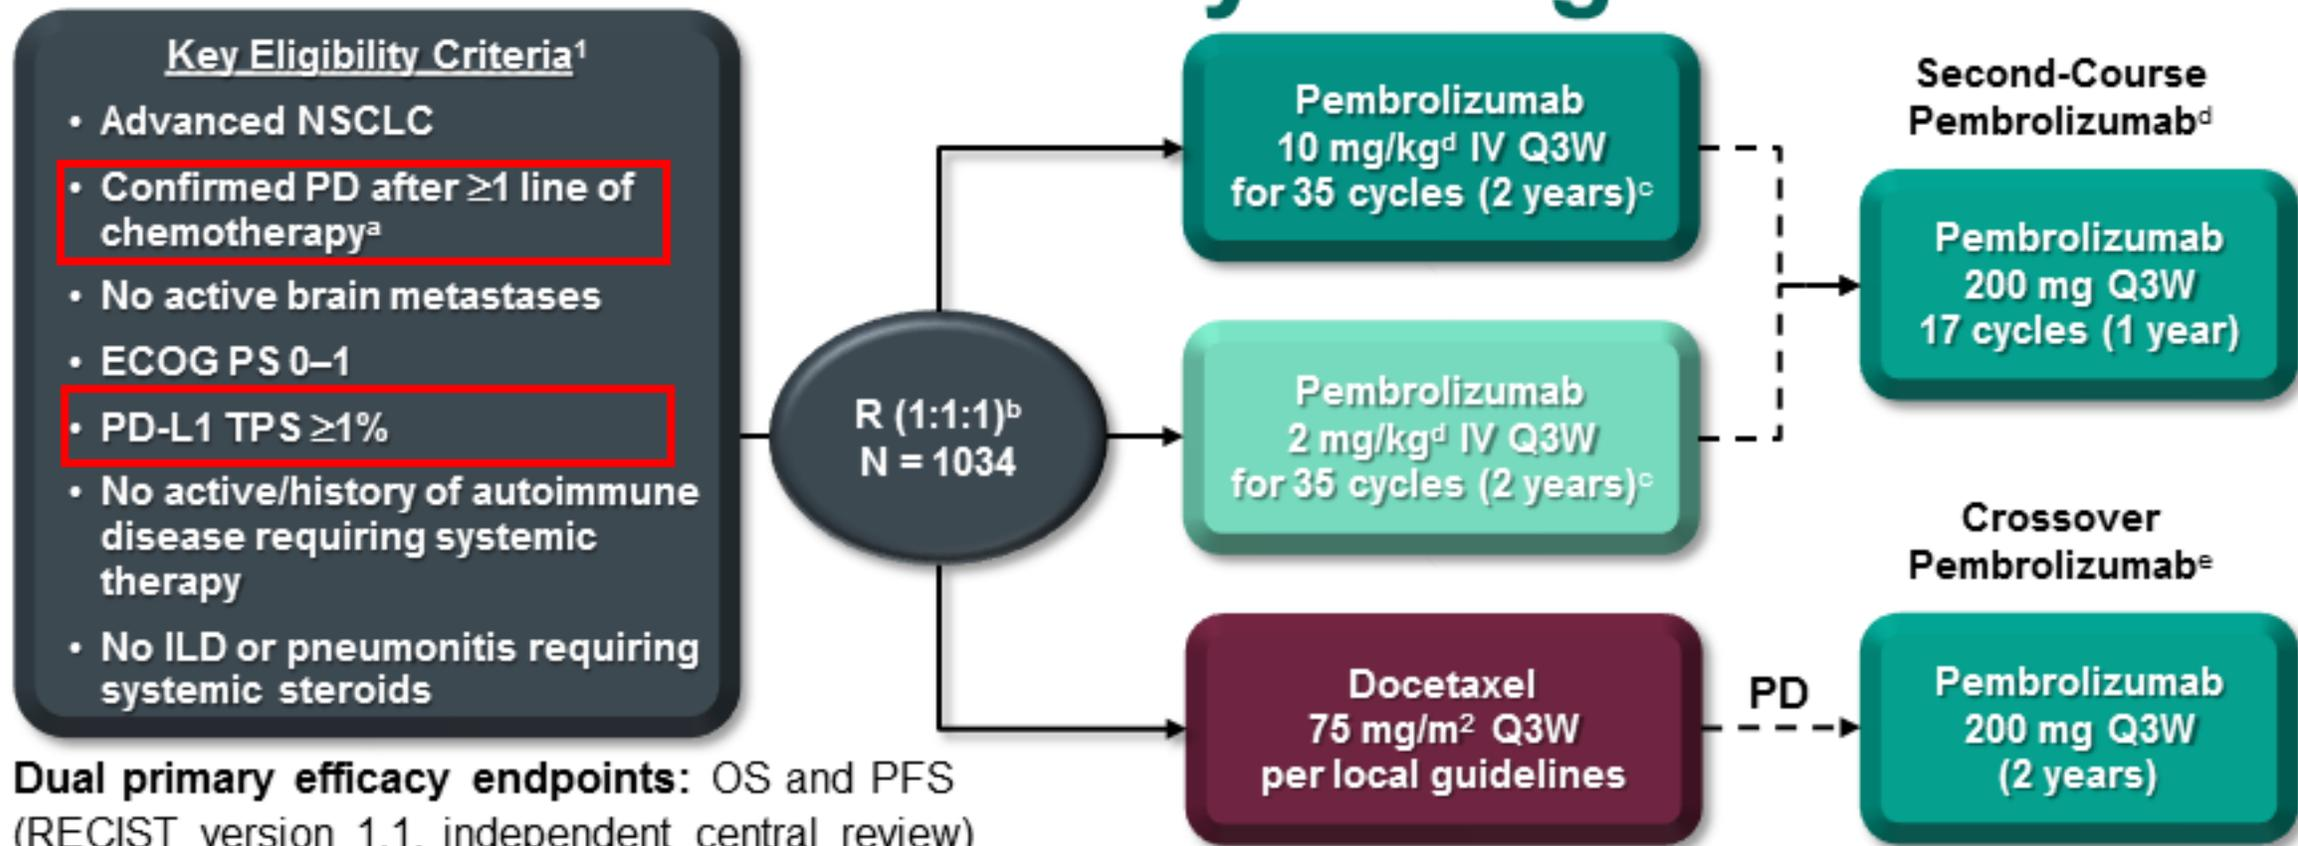 Key Eligibility Criteria¹
• Advanced NSCLC
• Confirmed PD after ≥1 line of
chemotherapyᵃ
• No active brain metastases
• ECOG PS 0–1
• PD-L1 TPS ≥1%
• No active/history of autoimmune
disease requiring systemic
therapy
• No ILD or pneumonitis requiring
systemic steroids
Dual primary efficacy endpoints: OS and PFS
(RECIST version 1.1, independent central review)
R (1:1:1)ᵇ
N = 1034
Pembrolizumab
10 mg/kgᵈ IV Q3W
for 35 cycles (2 years)ᶜ
Pembrolizumab
2 mg/kgᵈ IV Q3W
for 35 cycles (2 years)ᶜ
Docetaxel
75 mg/m² Q3W
per local guidelines
PD
Second-Course
Pembrolizumabᵈ
Pembrolizumab
200 mg Q3W
17 cycles (1 year)
Crossover
Pembrolizumabᵉ
Pembrolizumab
200 mg Q3W
(2 years)